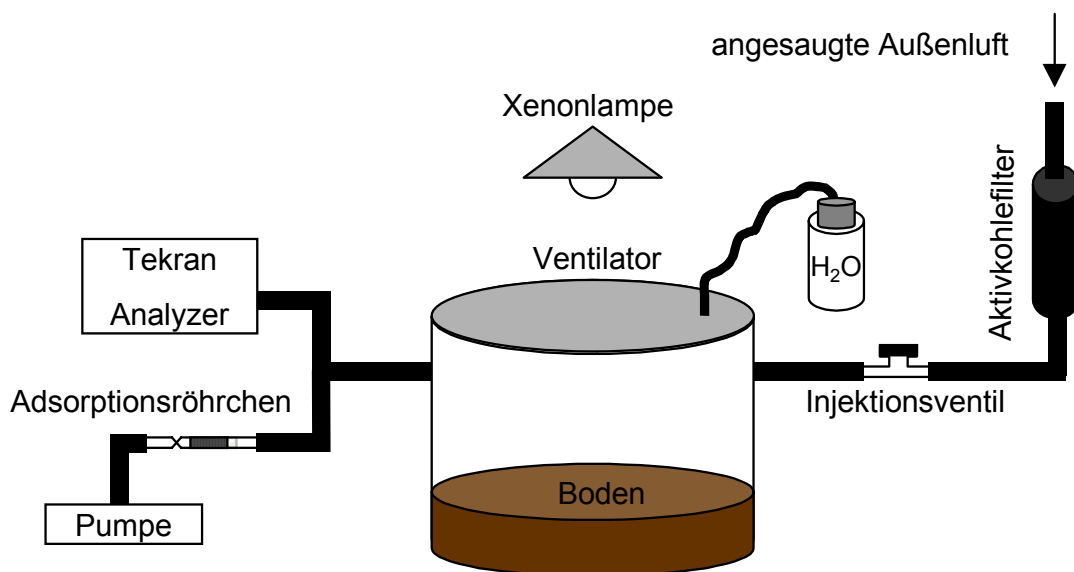 angesaugte Außenluft
Xenonlampe
Aktivkohlefilter
Tekran
Analyzer
Ventilator
H₂O
Adsorptionsröhrchen
Injektionsventil
Boden
Pumpe